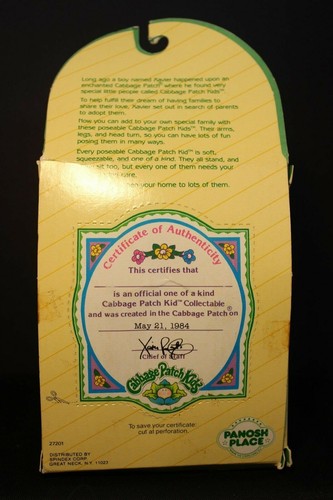 Long ago a boy named Xavier happened upon an
enchanted Cabbage Patch® where he found very
special little people called Cabbage Patch Kids™.
To help fulfill their dream of having families to
share their love, Xavier set out in search of parents
to adopt them.
Now you can add to your own special family with
these poseable Cabbage Patch Kids™. Their arms,
legs, and head turn, so you can have lots of fun
posing them in many ways.
Every poseable Cabbage Patch Kid™ is soft,
squeezable, and one of a kind. They all stand, and
sit too, but every one of them needs your
care.
your home to lots of them.
Certificate of Authenticity
This certifies that
is an official one of a kind
Cabbage Patch Kid™ Collectable®
and was created in the Cabbage Patch on
May 21, 1984
Chief of Staff
Cabbage Patch Kids
To save your certificate
cut at perforation.
PANOSH
PLACE
27201
DISTRIBUTED BY
SPINDEX CORP.
GREAT NECK, N.Y. 11022